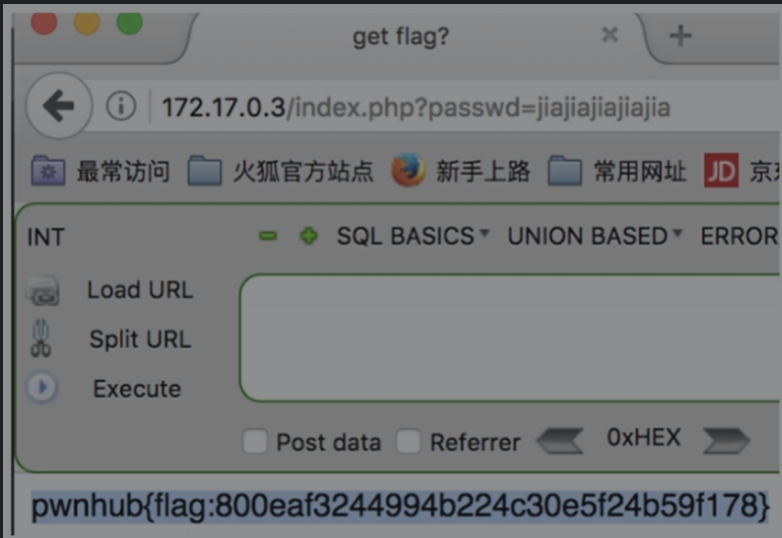 get flag?
172.17.0.3/index.php?passwd=jiajiajiajiajia
最常访问 火狐官方站点 新手上路 常用网址 JD
INT SQL BASICS UNION BASED ERROR
Load URL
Split URL
Execute
Post data Referrer 0xHEX
pwnhub{flag:800eaf3244994b224c30e5f24b59f178}